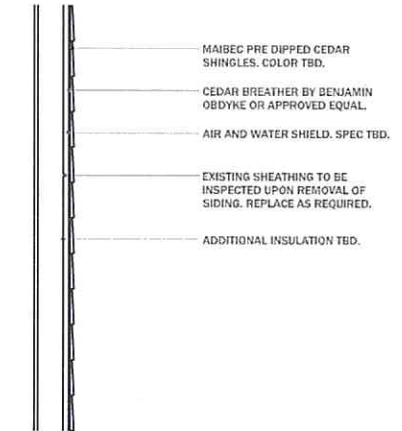 MAIBEC PRE DIPPED CEDAR
SHINGLES. COLOR TBD.
CEDAR BREATHER BY BENJAMIN
OBDYKE OR APPROVED EQUAL.
AIR AND WATER SHIELD. SPEC TBD.
EXISTING SHEATHING TO BE
INSPECTED UPON REMOVAL OF
SIDING. REPLACE AS REQUIRED.
ADDITIONAL INSULATION TBD.